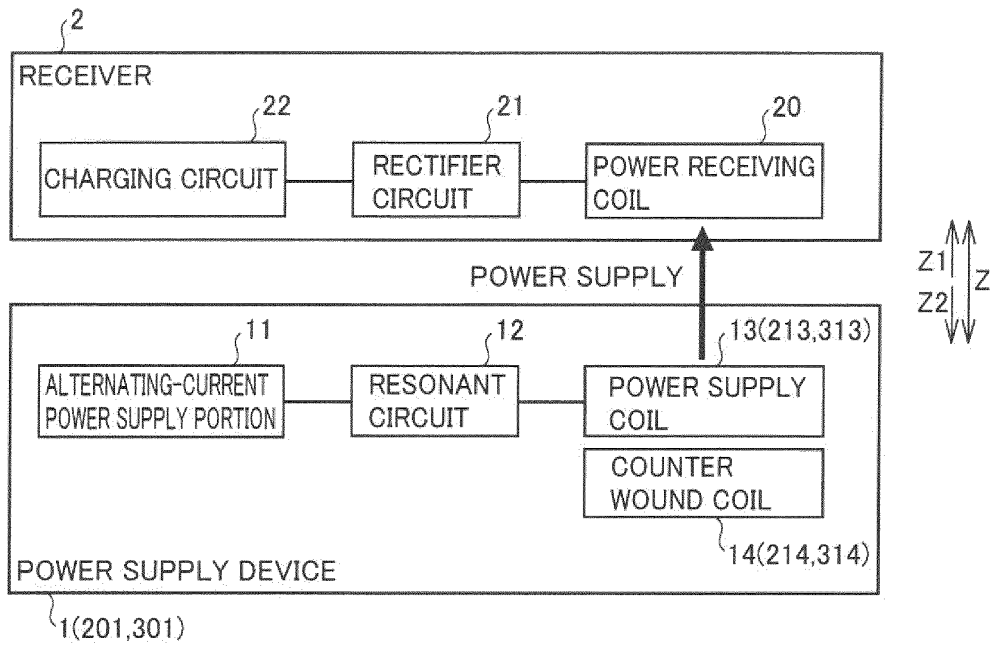 2
RECEIVER
22
21
20
CHARGING CIRCUIT
RECTIFIER
CIRCUIT
POWER RECEIVING
COIL
POWER SUPPLY
Z1
Z2
Z
11
12
13(213,313)
ALTERNATING-CURRENT
POWER SUPPLY PORTION
RESONANT
CIRCUIT
POWER SUPPLY
COIL
COUNTER
WOUND COIL
14(214,314)
POWER SUPPLY DEVICE
1(201,301)